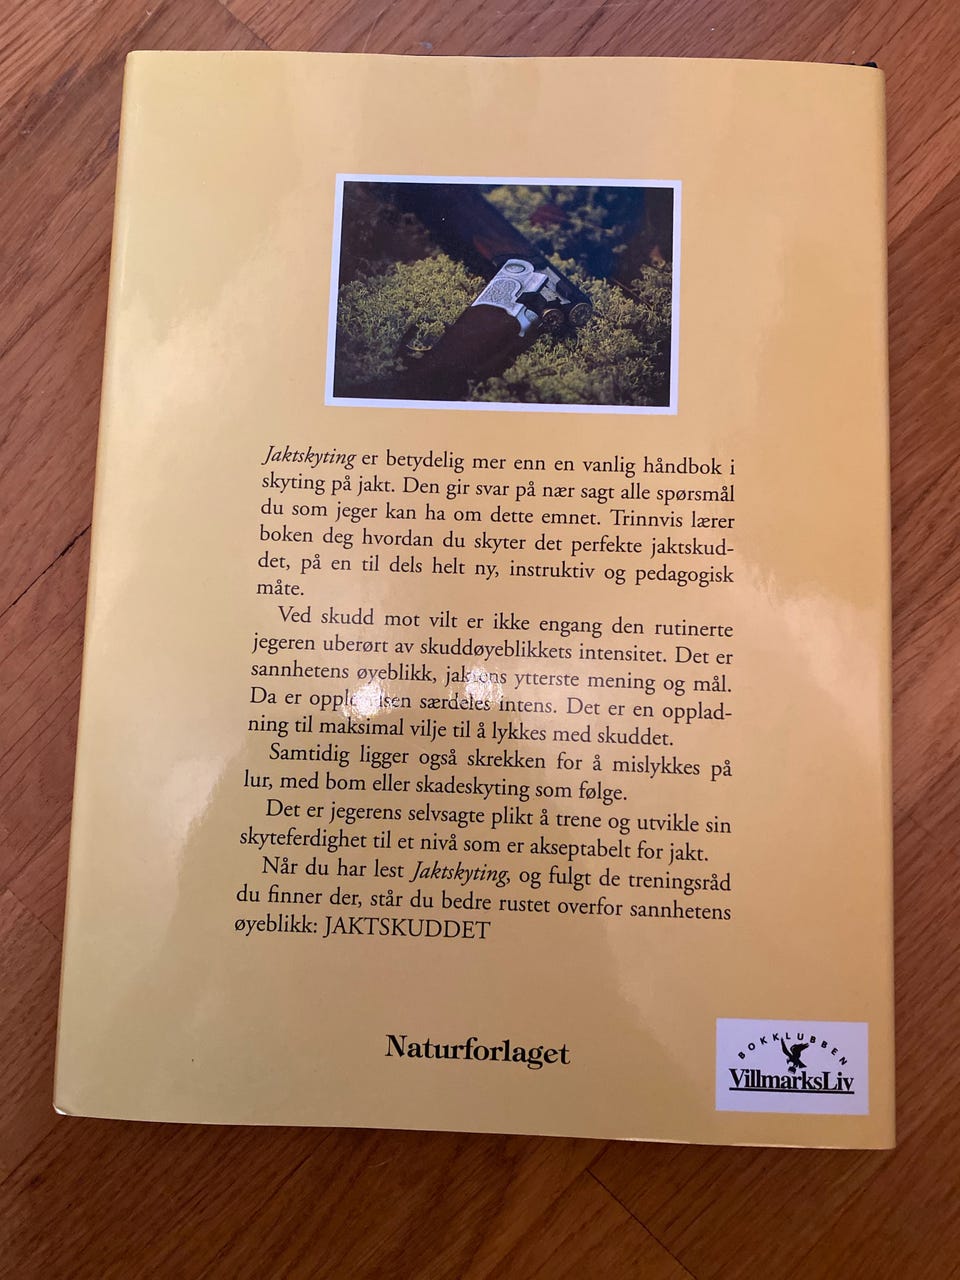 Jaktskyting er betydelig mer enn en vanlig håndbok i
skyting på jakt. Den gir svar på nær sagt alle spørsmål
du som jeger kan ha om dette emnet. Trinnvis lærer
boken deg hvordan du skyter det perfekte jaktskud-
det, på en til dels helt ny, instruktiv og pedagogisk
måte.
Ved skudd mot vilt er ikke engang den rutinerte
jegeren uberørt av skuddøyeblikkets intensitet. Det er
sannhetens øyeblikk, jaktens ytterste mening og mål.
Da er opplevelsen særdeles intens. Det er en opplad-
ning til maksimal vilje til å lykkes med skuddet.
Samtidig ligger også skrekken for å mislykkes på
lur, med bom eller skadeskyting som følge.
Det er jegerens selvsagte plikt å trene og utvikle sin
skyteferdighet til et nivå som er akseptabelt for jakt.
Når du har lest Jaktskyting, og fulgt de treningsråd
du finner der, står du bedre rustet overfor sannhetens
øyeblikk: JAKTSKUDDET
Naturforlaget
BOKKLUBBEN
VillmarksLiv